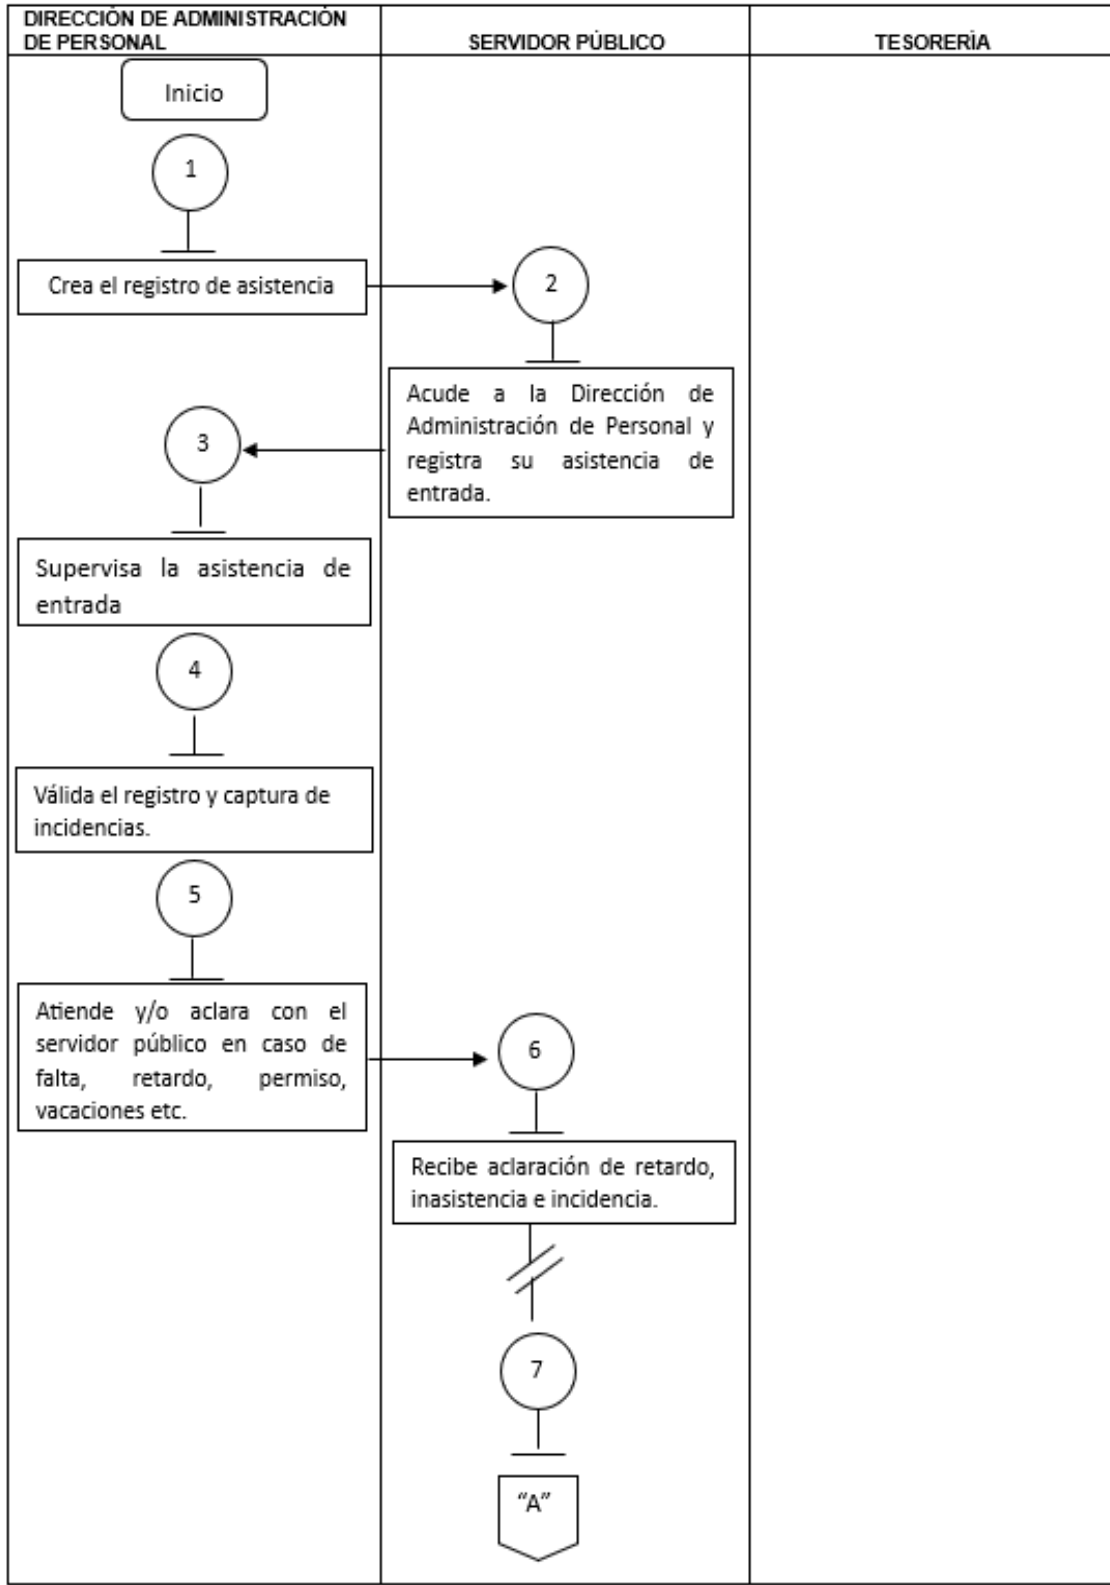 DIRECCIÓN DE ADMINISTRACIÓN
DE PERSONAL
SERVIDOR PÚBLICO
TESORERÍA
Inicio
1
Crea el registro de asistencia
2
Acude a la Dirección de
Administración de Personal y
registra su asistencia de
entrada.
3
Supervisa la asistencia de
entrada
4
Válida el registro y captura de
incidencias.
5
Atiende y/o aclara con el
servidor público en caso de
falta, retardo, permiso,
vacaciones etc.
6
Recibe aclaración de retardo,
inasistencia e incidencia.
7
“A”